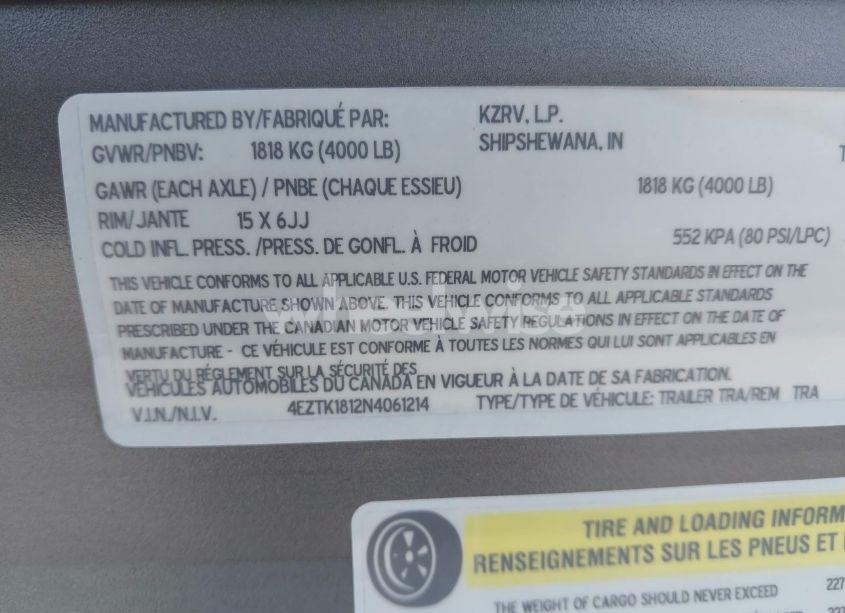 MANUFACTURED BY/FABRIQUÉ PAR: KZRV, L.P.
GVWR/PNBV: 1818 KG (4000 LB) SHIPSHEWANA, IN
GAWR (EACH AXLE) / PNBE (CHAQUE ESSIEU) 1818 KG (4000 LB)
RIM/JANTE 15 X 6JJ
COLD INFL. PRESS. /PRESS. DE GONFL. À FROID 552 KPA (80 PSI/LPC)
THIS VEHICLE CONFORMS TO ALL APPLICABLE U.S. FEDERAL MOTOR VEHICLE SAFETY STANDARDS IN EFFECT ON THE
DATE OF MANUFACTURE SHOWN ABOVE. THIS VEHICLE CONFORMS TO ALL APPLICABLE STANDARDS
PRESCRIBED UNDER THE CANADIAN MOTOR VEHICLE SAFETY REGULATIONS IN EFFECT ON THE DATE OF
MANUFACTURE - CE VÉHICULE EST CONFORME À TOUTES LES NORMES QUI LUI SONT APPLICABLES EN
VERTU DU RÉGLEMENT SUR LA SÉCURITÉ DES
VÉHICULES AUTOMOBILES DU CANADA EN VIGUEUR À LA DATE DE SA FABRICATION.
V.I.N./N.I.V. 4EZTK1812N4061214 TYPE/TYPE DE VÉHICULE: TRAILER TRA/REM TRA
TIRE AND LOADING INFORM
RENSEIGNEMENTS SUR LES PNEUS ET
THE WEIGHT OF CARGO SHOULD NEVER EXCEED 227